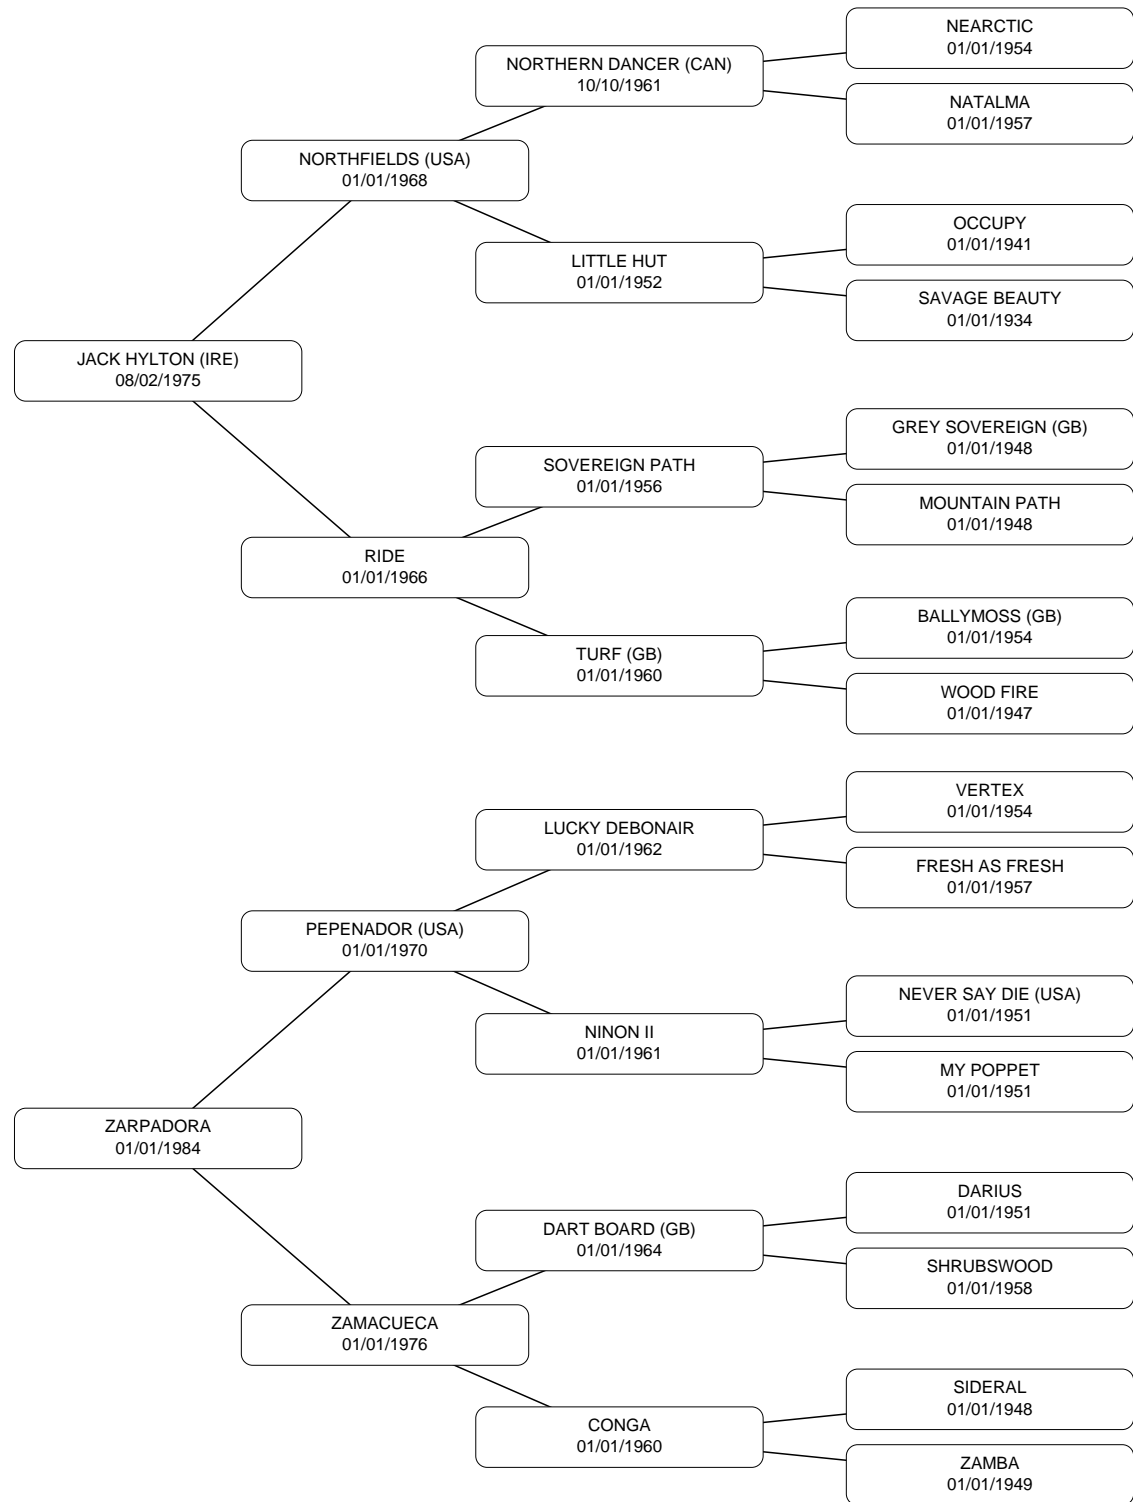 NEARCTIC
01/01/1954
NORTHERN DANCER (CAN)
10/10/1961
NATALMA
01/01/1957
NORTHFIELDS (USA)
01/01/1968
OCCUPY
01/01/1941
LITTLE HUT
01/01/1952
SAVAGE BEAUTY
01/01/1934
JACK HYLTON (IRE)
08/02/1975
GREY SOVEREIGN (GB)
01/01/1948
SOVEREIGN PATH
01/01/1956
MOUNTAIN PATH
01/01/1948
RIDE
01/01/1966
BALLYMOSS (GB)
01/01/1954
TURF (GB)
01/01/1960
WOOD FIRE
01/01/1947
VERTEX
01/01/1954
LUCKY DEBONAIR
01/01/1962
FRESH AS FRESH
01/01/1957
PEPENADOR (USA)
01/01/1970
NEVER SAY DIE (USA)
01/01/1951
NINON II
01/01/1961
MY POPPET
01/01/1951
ZARPADORA
01/01/1984
DARIUS
01/01/1951
DART BOARD (GB)
01/01/1964
SHRUBSWOOD
01/01/1958
ZAMACUECA
01/01/1976
SIDERAL
01/01/1948
CONGA
01/01/1960
ZAMBA
01/01/1949